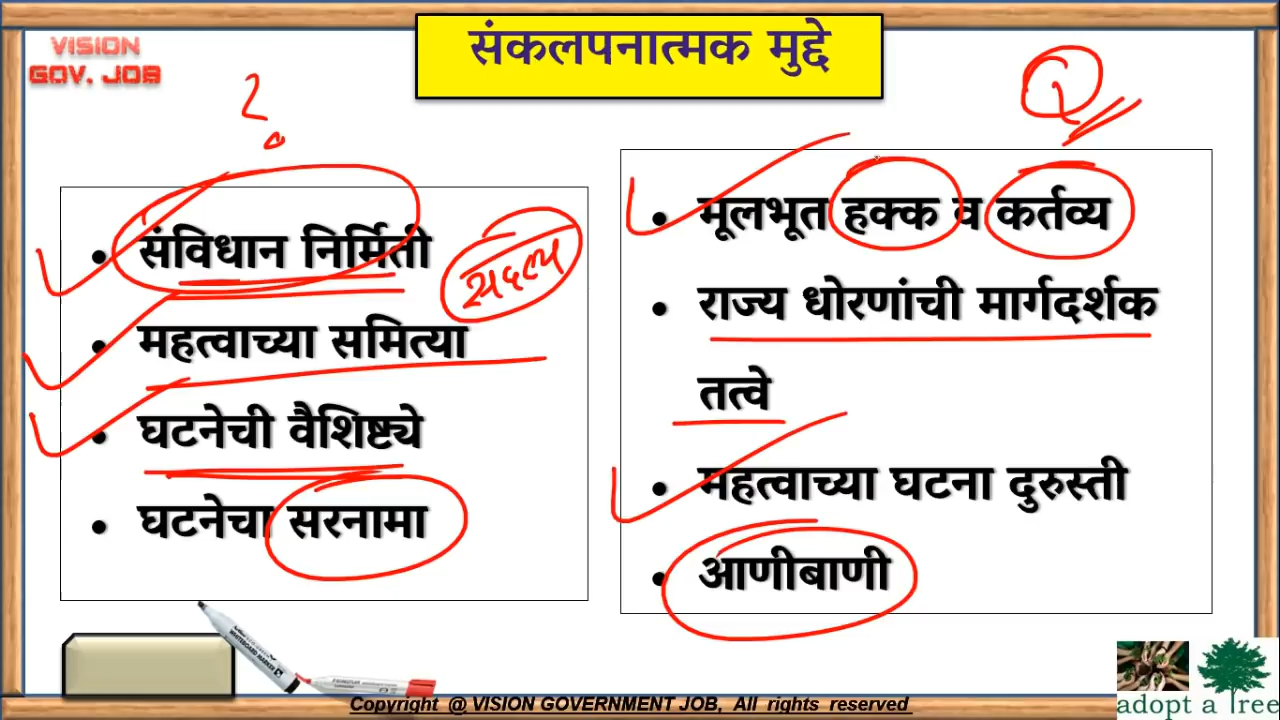 VISION
GOV. JOB
संकलपनात्मक मुद्दे
?
Q
• संविधान निर्मिती
सदस्य
• महत्वाच्या समित्या
• घटनेची वैशिष्ट्ये
• घटनेचा सरनामा
• मूलभूत हक्क व कर्तव्य
• राज्य धोरणांची मार्गदर्शक
तत्वे
• महत्वाच्या घटना दुरुस्ती
• आणीबाणी
Copyright @ VISION GOVERNMENT JOB, All rights reserved
adopt a Tree